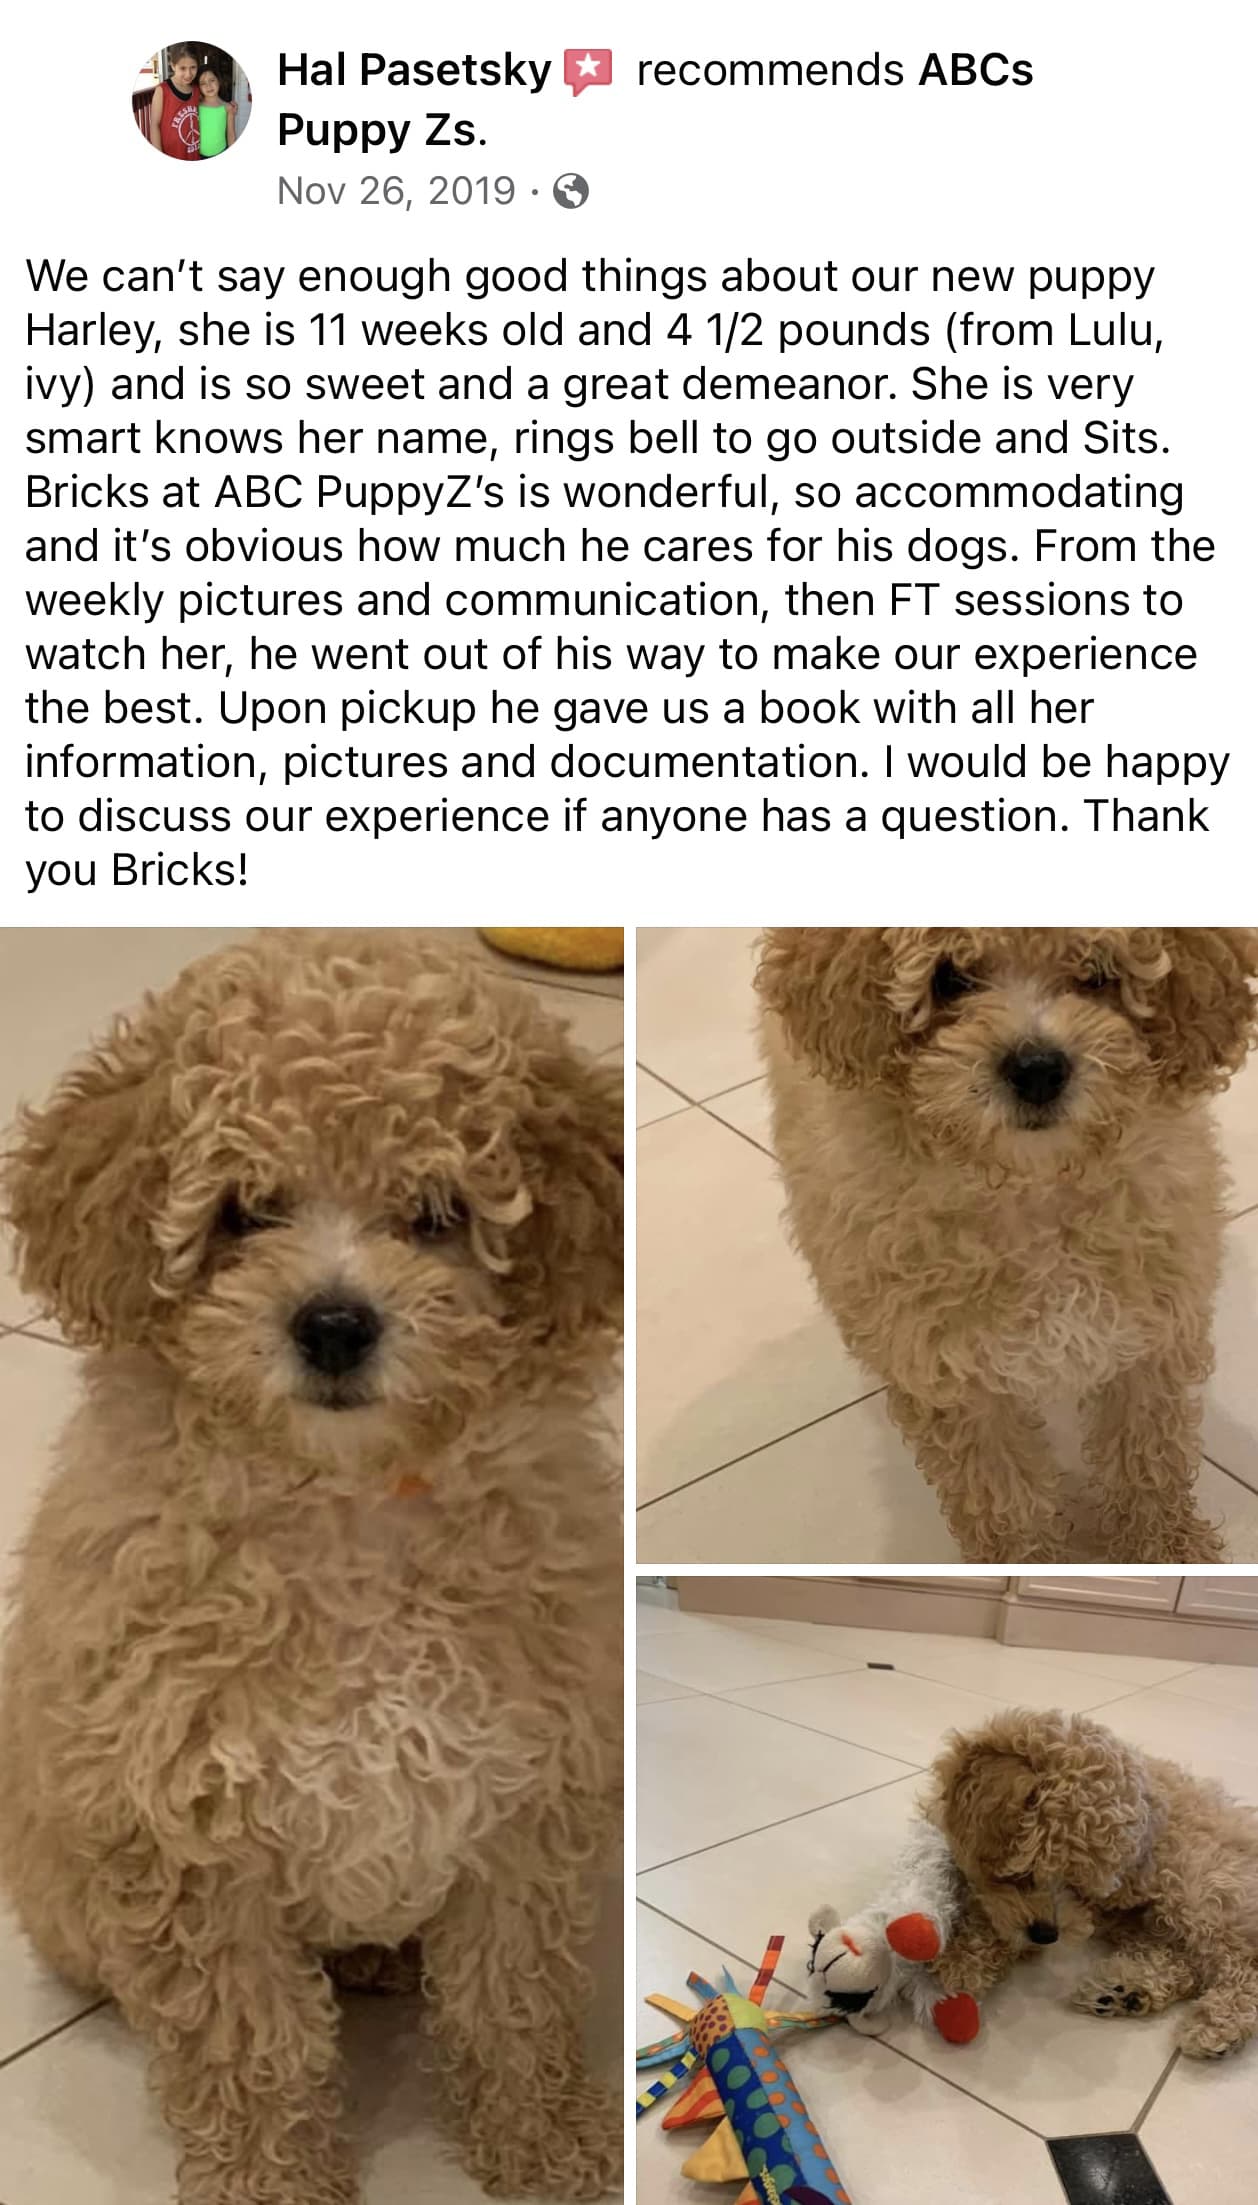 Hal Pasetsky recommends ABCs
Puppy Zs.
Nov 26, 2019 ·
We can't say enough good things about our new puppy
Harley, she is 11 weeks old and 4 1/2 pounds (from Lulu,
ivy) and is so sweet and a great demeanor. She is very
smart knows her name, rings bell to go outside and Sits.
Bricks at ABC PuppyZ's is wonderful, so accommodating
and it's obvious how much he cares for his dogs. From the
weekly pictures and communication, then FT sessions to
watch her, he went out of his way to make our experience
the best. Upon pickup he gave us a book with all her
information, pictures and documentation. I would be happy
to discuss our experience if anyone has a question. Thank
you Bricks!